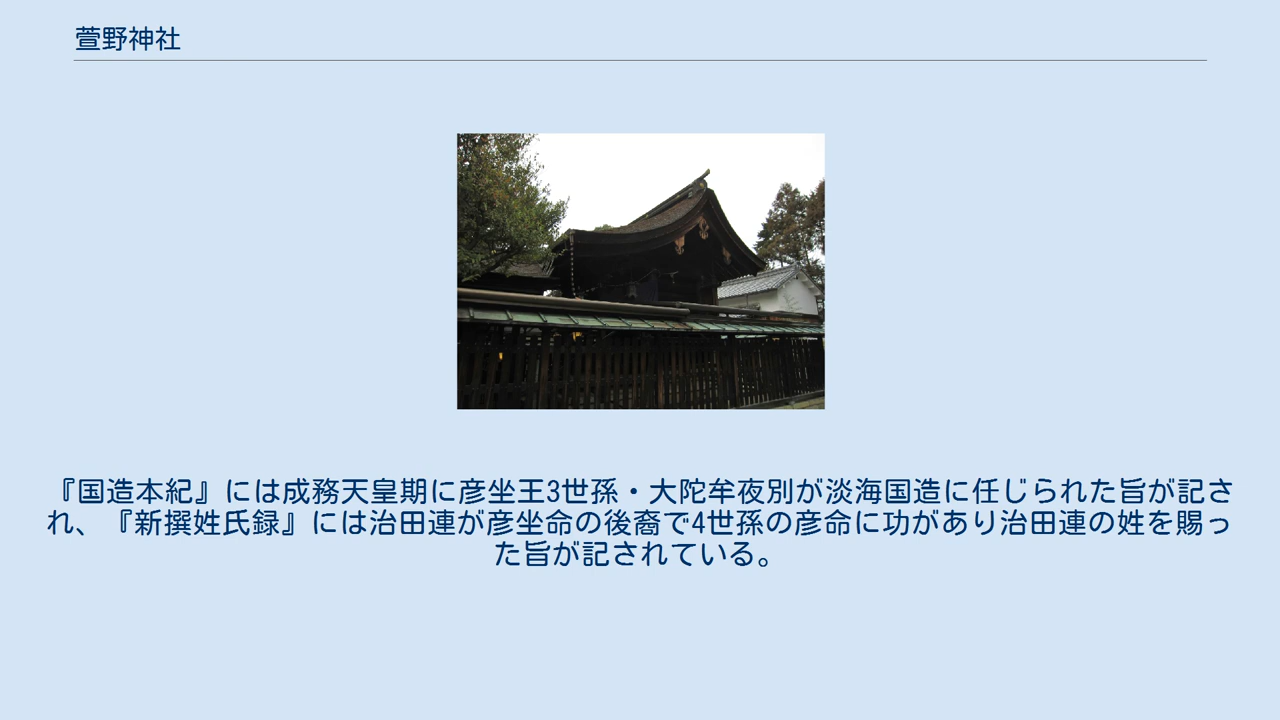 萱野神社
『国造本紀』には成務天皇期に彦坐王3世孫・大陀牟夜別が淡海国造に任じられた旨が記さ
れ、『新撰姓氏録』には治田連が彦坐命の後裔で4世孫の彦命に功があり治田連の姓を賜っ
た旨が記されている。